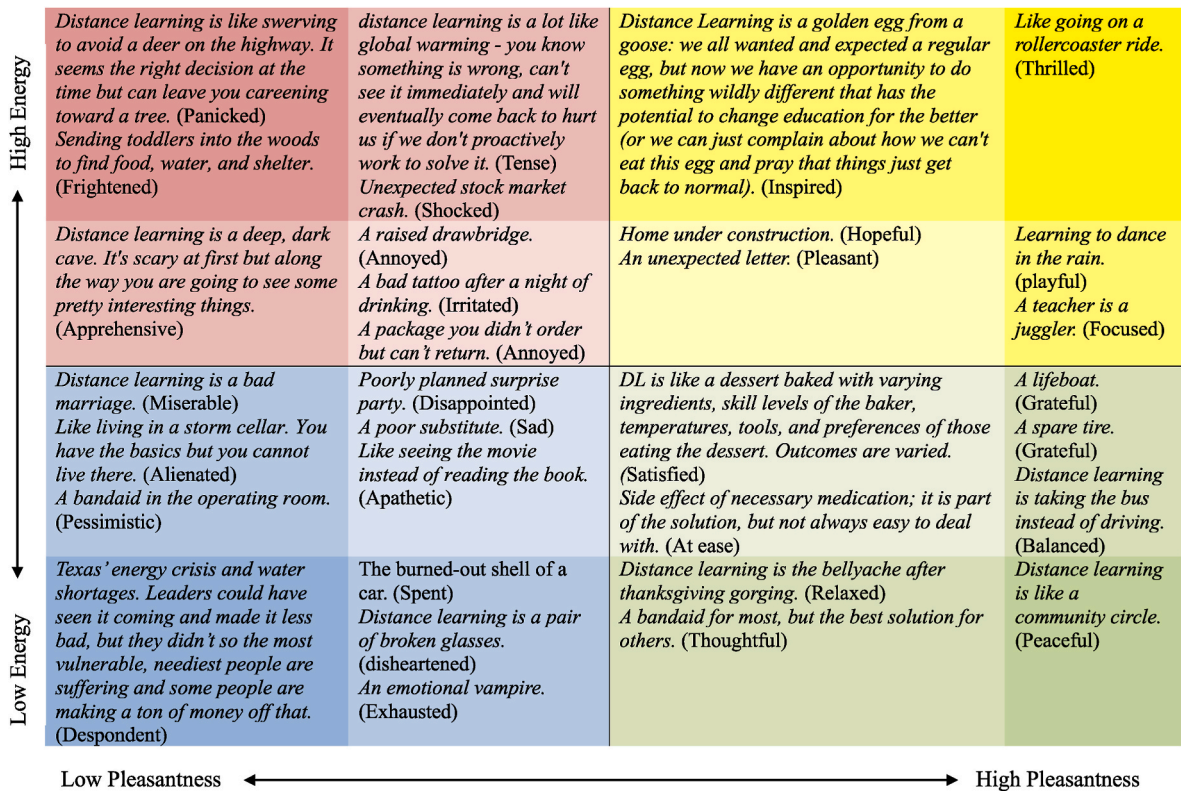 High Energy
Low Energy
Distance learning is like swerving
to avoid a deer on the highway. It
seems the right decision at the
time but can leave you careening
toward a tree. (Panicked)
Sending toddlers into the woods
to find food, water, and shelter.
(Frightened)
distance learning is a lot like
global warming - you know
something is wrong, can't
see it immediately and will
eventually come back to hurt
us if we don't proactively
work to solve it. (Tense)
Unexpected stock market
crash. (Shocked)
Distance Learning is a golden egg from a
goose: we all wanted and expected a regular
egg, but now we have an opportunity to do
something wildly different that has the
potential to change education for the better
(or we can just complain about how we can't
eat this egg and pray that things just get
back to normal). (Inspired)
Like going on a
rollercoaster ride.
(Thrilled)
Distance learning is a deep, dark
cave. It's scary at first but along
the way you are going to see some
pretty interesting things.
(Apprehensive)
A raised drawbridge.
(Annoyed)
A bad tattoo after a night of
drinking. (Irritated)
A package you didn’t order
but can’t return. (Annoyed)
Home under construction. (Hopeful)
An unexpected letter. (Pleasant)
Learning to dance
in the rain.
(playful)
A teacher is a
juggler. (Focused)
Distance learning is a bad
marriage. (Miserable)
Like living in a storm cellar. You
have the basics but you cannot
live there. (Alienated)
A bandaid in the operating room.
(Pessimistic)
Poorly planned surprise
party. (Disappointed)
A poor substitute. (Sad)
Like seeing the movie
instead of reading the book.
(Apathetic)
DL is like a dessert baked with varying
ingredients, skill levels of the baker,
temperatures, tools, and preferences of those
eating the dessert. Outcomes are varied.
(Satisfied)
Side effect of necessary medication; it is part
of the solution, but not always easy to deal
with. (At ease)
A lifeboat.
(Grateful)
A spare tire.
(Grateful)
Distance learning
is taking the bus
instead of driving.
(Balanced)
Texas’ energy crisis and water
shortages. Leaders could have
seen it coming and made it less
bad, but they didn’t so the most
vulnerable, neediest people are
suffering and some people are
making a ton of money off that.
(Despondent)
The burned-out shell of a
car. (Spent)
Distance learning is a pair
of broken glasses.
(disheartened)
An emotional vampire.
(Exhausted)
Distance learning is the bellyache after
thanksgiving gorging. (Relaxed)
A bandaid for most, but the best solution for
others. (Thoughtful)
Distance learning
is like a
community circle.
(Peaceful)
Low Pleasantness
High Pleasantness